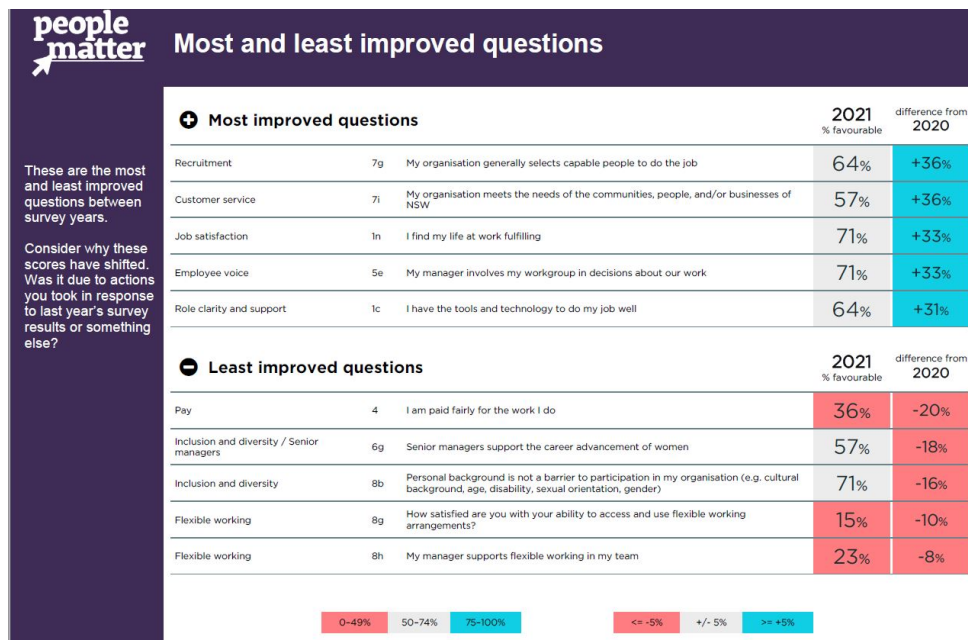 people
matter
Most and least improved questions
These are the most
and least improved
questions between
survey years.
Consider why these
scores have shifted.
Was it due to actions
you took in response
to last year's survey
results or something
else?
Most improved questions
2021
% favourable
difference from
2020
Recruitment 7g My organisation generally selects capable people to do the job 64% +36%
Customer service 7i My organisation meets the needs of the communities, people, and/or businesses of
NSW 57% +36%
Job satisfaction 1n I find my life at work fulfilling 71% +33%
Employee voice 5e My manager involves my workgroup in decisions about our work 71% +33%
Role clarity and support 1c I have the tools and technology to do my job well 64% +31%
Least improved questions
2021
% favourable
difference from
2020
Pay 4 I am paid fairly for the work I do 36% -20%
Inclusion and diversity / Senior
managers 6g Senior managers support the career advancement of women 57% -18%
Inclusion and diversity 8b Personal background is not a barrier to participation in my organisation (e.g. cultural
background, age, disability, sexual orientation, gender) 71% -16%
Flexible working 8g How satisfied are you with your ability to access and use flexible working
arrangements? 15% -10%
Flexible working 8h My manager supports flexible working in my team 23% -8%
0-49% 50-74% 75-100% <= -5% +/- 5% >= +5%